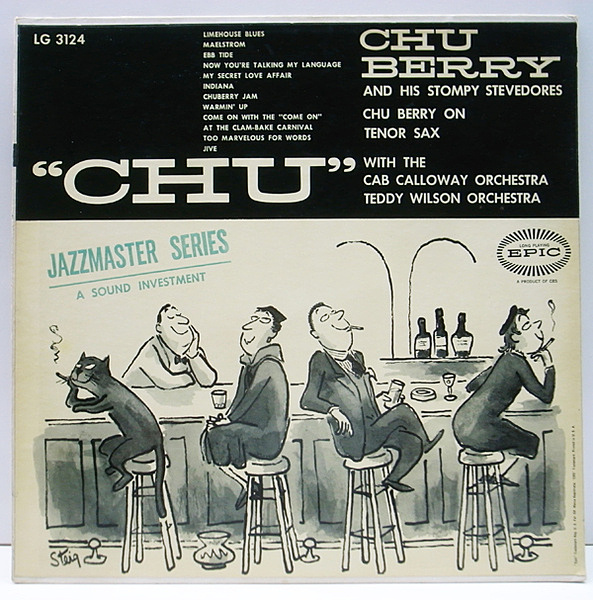 LG 3124
LIMEHOUSE BLUES
MAELSTROM
EBB TIDE
NOW YOU'RE TALKING MY LANGUAGE
MY SECRET LOVE AFFAIR
INDIANA
CHUBERRY JAM
WARMIN' UP
COME ON WITH THE "COME ON"
AT THE CLAM-BAKE CARNIVAL
TOO MARVELOUS FOR WORDS
JIVE
CHU
BERRY
AND HIS STOMPY STEVEDORES
CHU BERRY ON
TENOR SAX
"CHU"
WITH THE
CAB CALLOWAY ORCHESTRA
TEDDY WILSON ORCHESTRA
JAZZMASTER SERIES
A SOUND INVESTMENT
LONG PLAYING
EPIC
A PRODUCT OF CBS
Steig